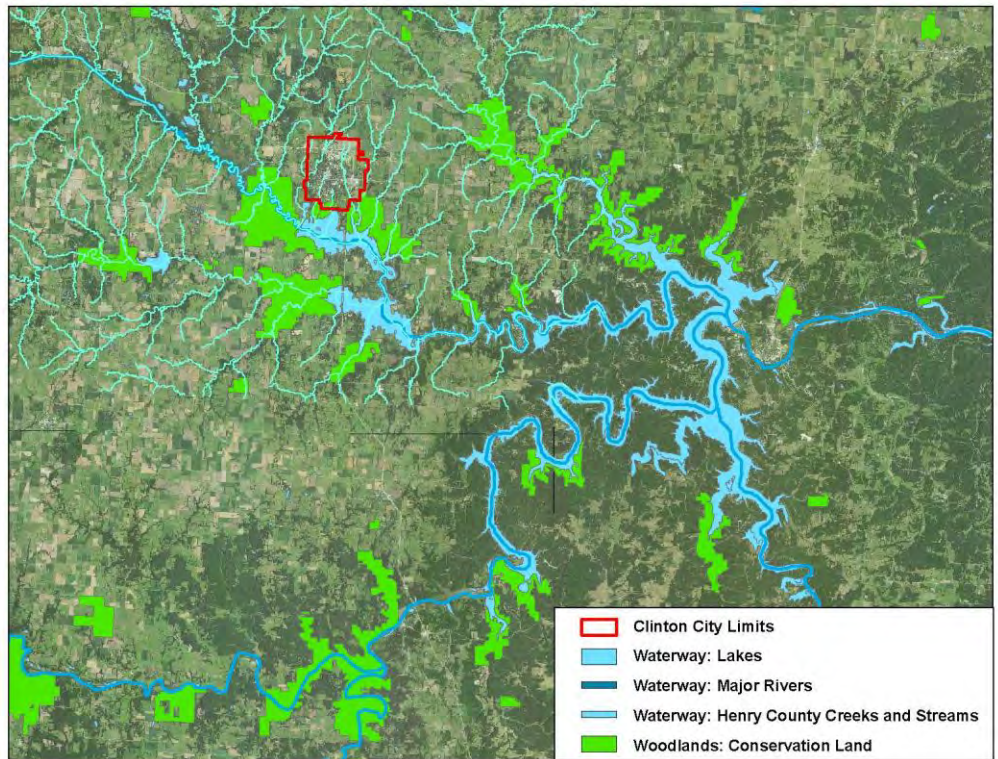 Clinton City Limits
Waterway: Lakes
Waterway: Major Rivers
Waterway: Henry County Creeks and Streams
Woodlands: Conservation Land